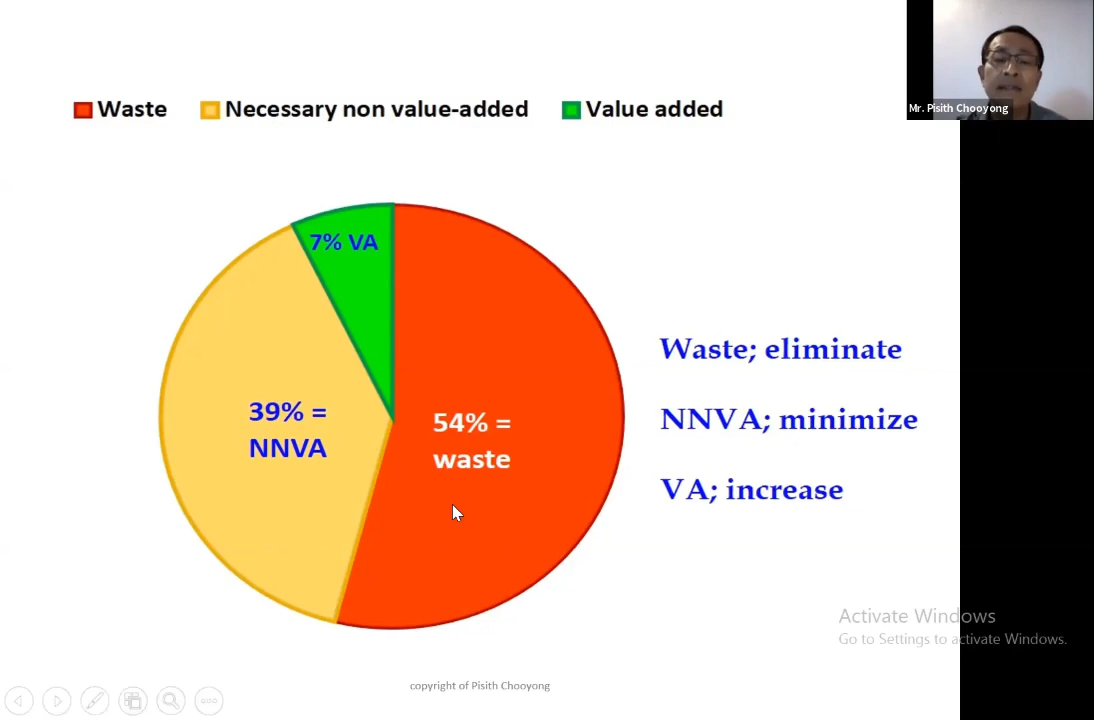 Mr. Pisith Chooyong
Waste Necessary non value-added Value added
7% VA
39% =
NNVA
54% =
waste
Waste; eliminate
NNVA; minimize
VA; increase
Activate Windows
Go to Settings to activate Windows.
copyright of Pisith Chooyong